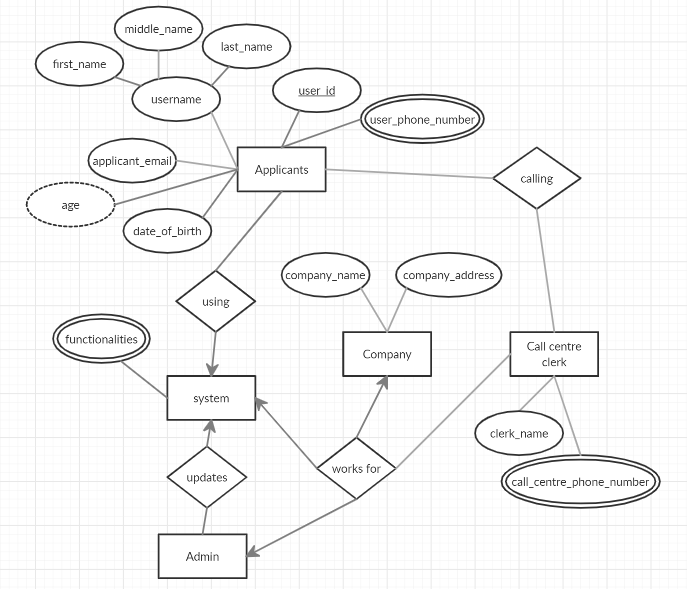 middle_name
last_name
first_name
username
user_id
user_phone_number
applicant_email
Applicants
calling
age
date_of_birth
company_name
company_address
using
functionalities
Company
Call centre
clerk
system
clerk_name
works for
updates
call_centre_phone_number
Admin